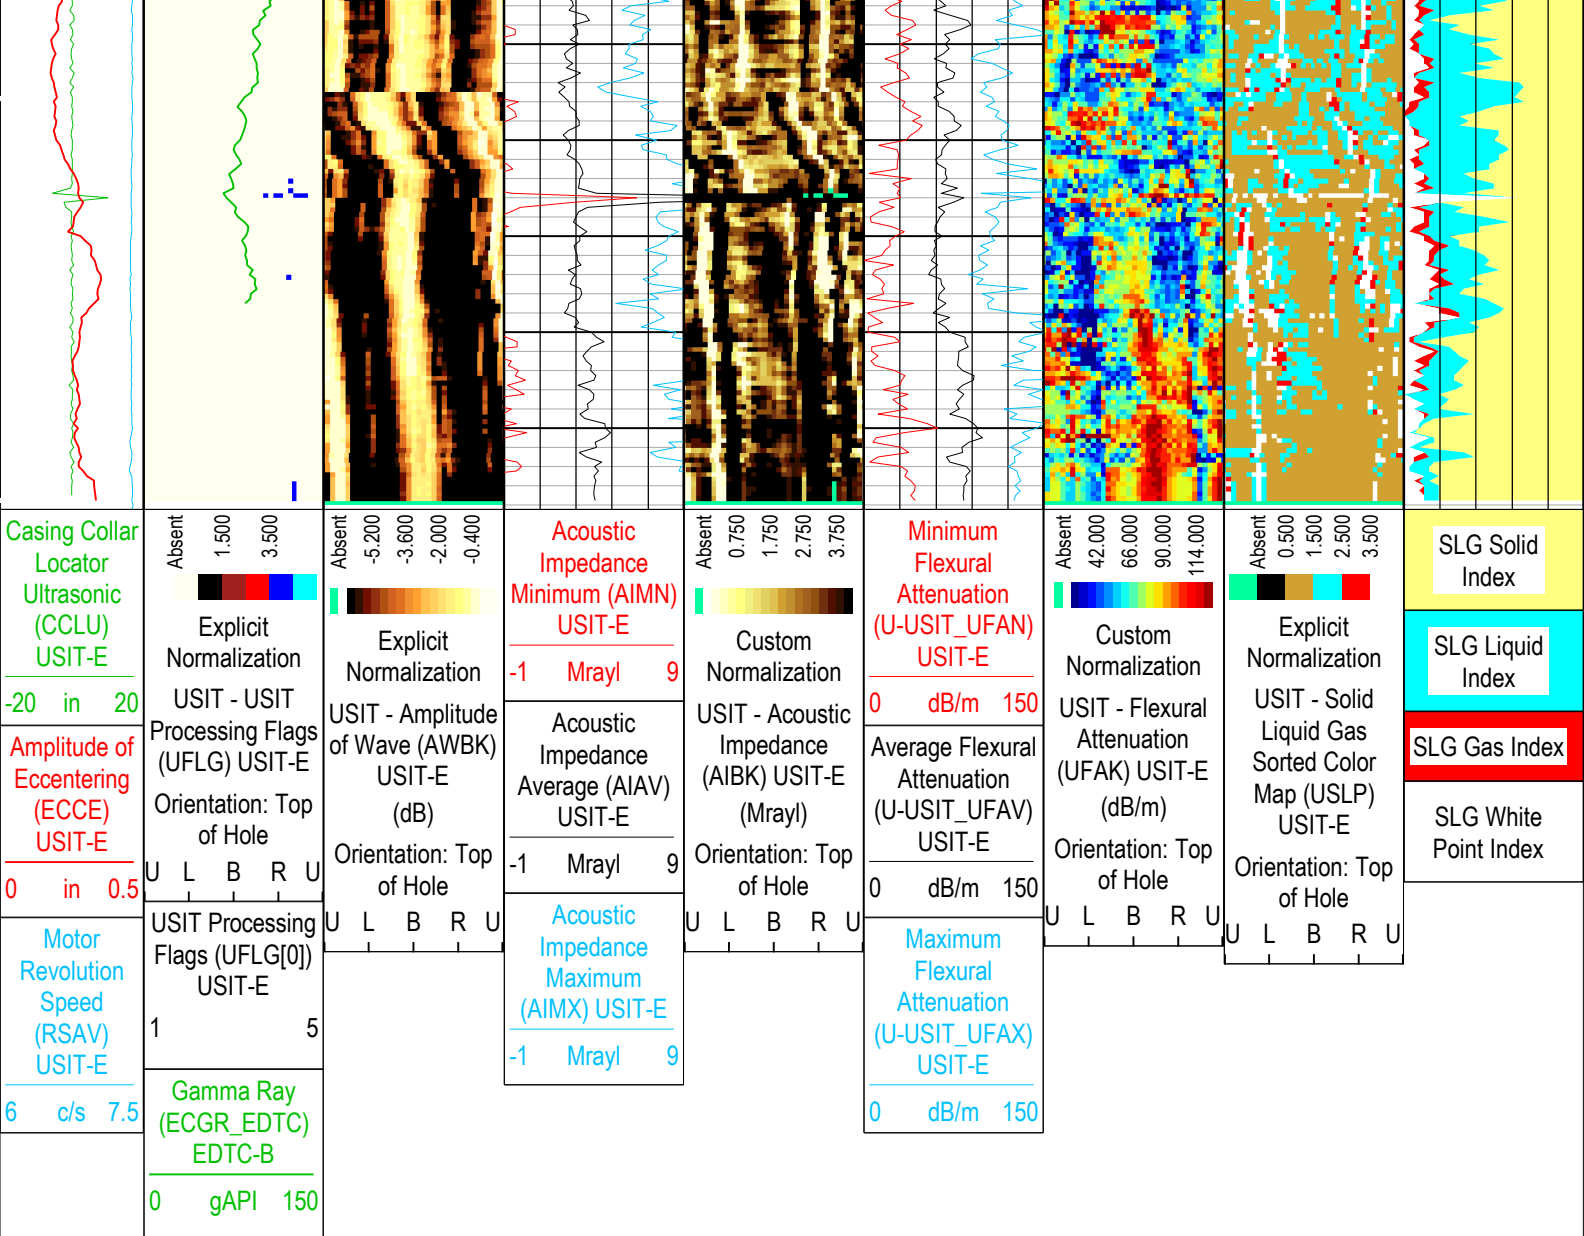 Casing Collar
Locator
Ultrasonic
(CCLU)
USIT-E
-20 in 20
Amplitude of
Eccentering
(ECCE)
USIT-E
0 in 0.5
Motor
Revolution
Speed
(RSAV)
USIT-E
6 c/s 7.5
Absent 1.500 3.500
Explicit
Normalization
USIT - USIT
Processing Flags
(UFLG) USIT-E
Orientation: Top
of Hole
U L B R U
USIT Processing
Flags (UFLG[0])
USIT-E
1 5
Gamma Ray
(ECGR_EDTC)
EDTC-B
0 gAPI 150
Absent -5.200 -3.600 -2.000 -0.400
Explicit
Normalization
USIT - Amplitude
of Wave (AWBK)
USIT-E
(dB)
Orientation: Top
of Hole
U L B R U
Acoustic
Impedance
Minimum (AIMN)
USIT-E
-1 Mrayl 9
Acoustic
Impedance
Average (AIAV)
USIT-E
-1 Mrayl 9
Acoustic
Impedance
Maximum
(AIMX) USIT-E
-1 Mrayl 9
Absent 0.750 1.750 2.750 3.750
Custom
Normalization
USIT - Acoustic
Impedance
(AIBK) USIT-E
(Mrayl)
Orientation: Top
of Hole
U L B R U
Minimum
Flexural
Attenuation
(U-USIT_UFAN)
USIT-E
0 dB/m 150
Average Flexural
Attenuation
(U-USIT_UFAV)
USIT-E
0 dB/m 150
Maximum
Flexural
Attenuation
(U-USIT_UFAX)
USIT-E
0 dB/m 150
Absent 42.000 66.000 90.000 114.000
Custom
Normalization
USIT - Flexural
Attenuation
(UFAK) USIT-E
(dB/m)
Orientation: Top
of Hole
U L B R U
Absent 0.500 1.500 2.500 3.500
Explicit
Normalization
USIT - Solid
Liquid Gas
Sorted Color
Map (USLP)
USIT-E
Orientation: Top
of Hole
U L B R U
SLG Solid
Index
SLG Liquid
Index
SLG Gas Index
SLG White
Point Index